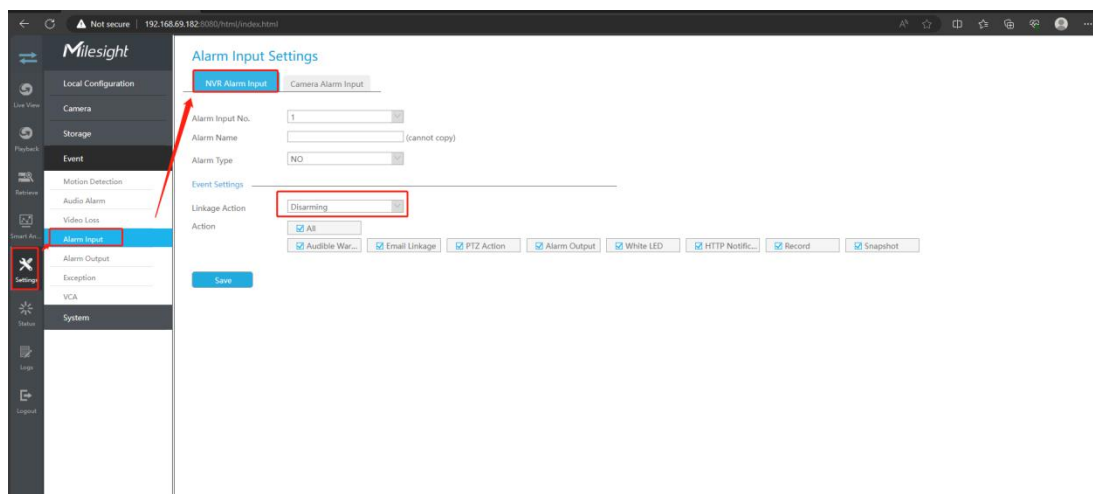 Not secure | 192.168.69.182:8080/html/index.html
Milesight
Live View
Playback
Retrieve
Smart An...
Settings
Status
Logs
Logout
Local Configuration
Camera
Storage
Event
Motion Detection
Audio Alarm
Video Loss
Alarm Input
Alarm Output
Exception
VCA
System
Alarm Input Settings
NVR Alarm Input Camera Alarm Input
Alarm Input No. 1
Alarm Name (cannot copy)
Alarm Type NO
Event Settings
Linkage Action Disarming
Action All
Audible War... Email Linkage PTZ Action Alarm Output White LED HTTP Notific... Record Snapshot
Save